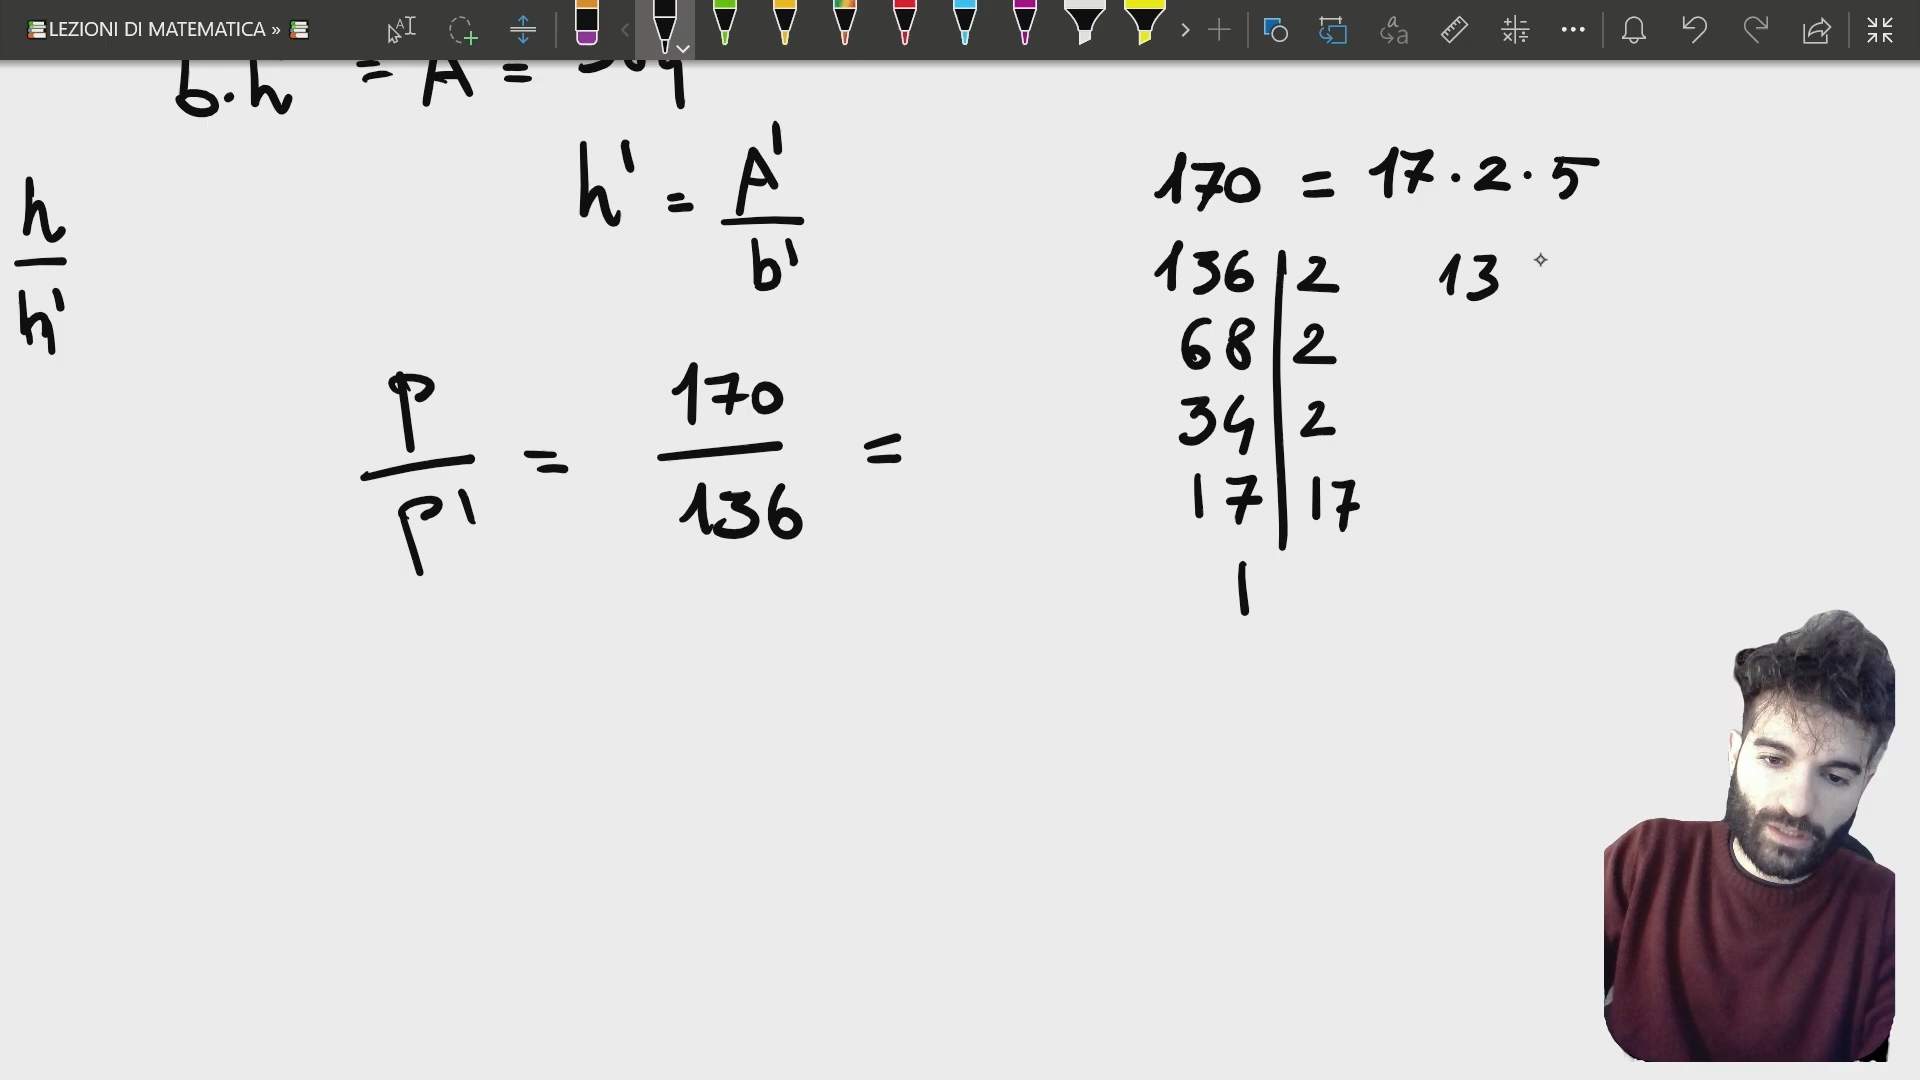 LEZIONI DI MATEMATICA »
b·h = A =
h' = A'/b'
h/h'
P/P' = 170/136 =
170 = 17·2·5
136 | 2
13
68 | 2
34 | 2
17 | 17
1